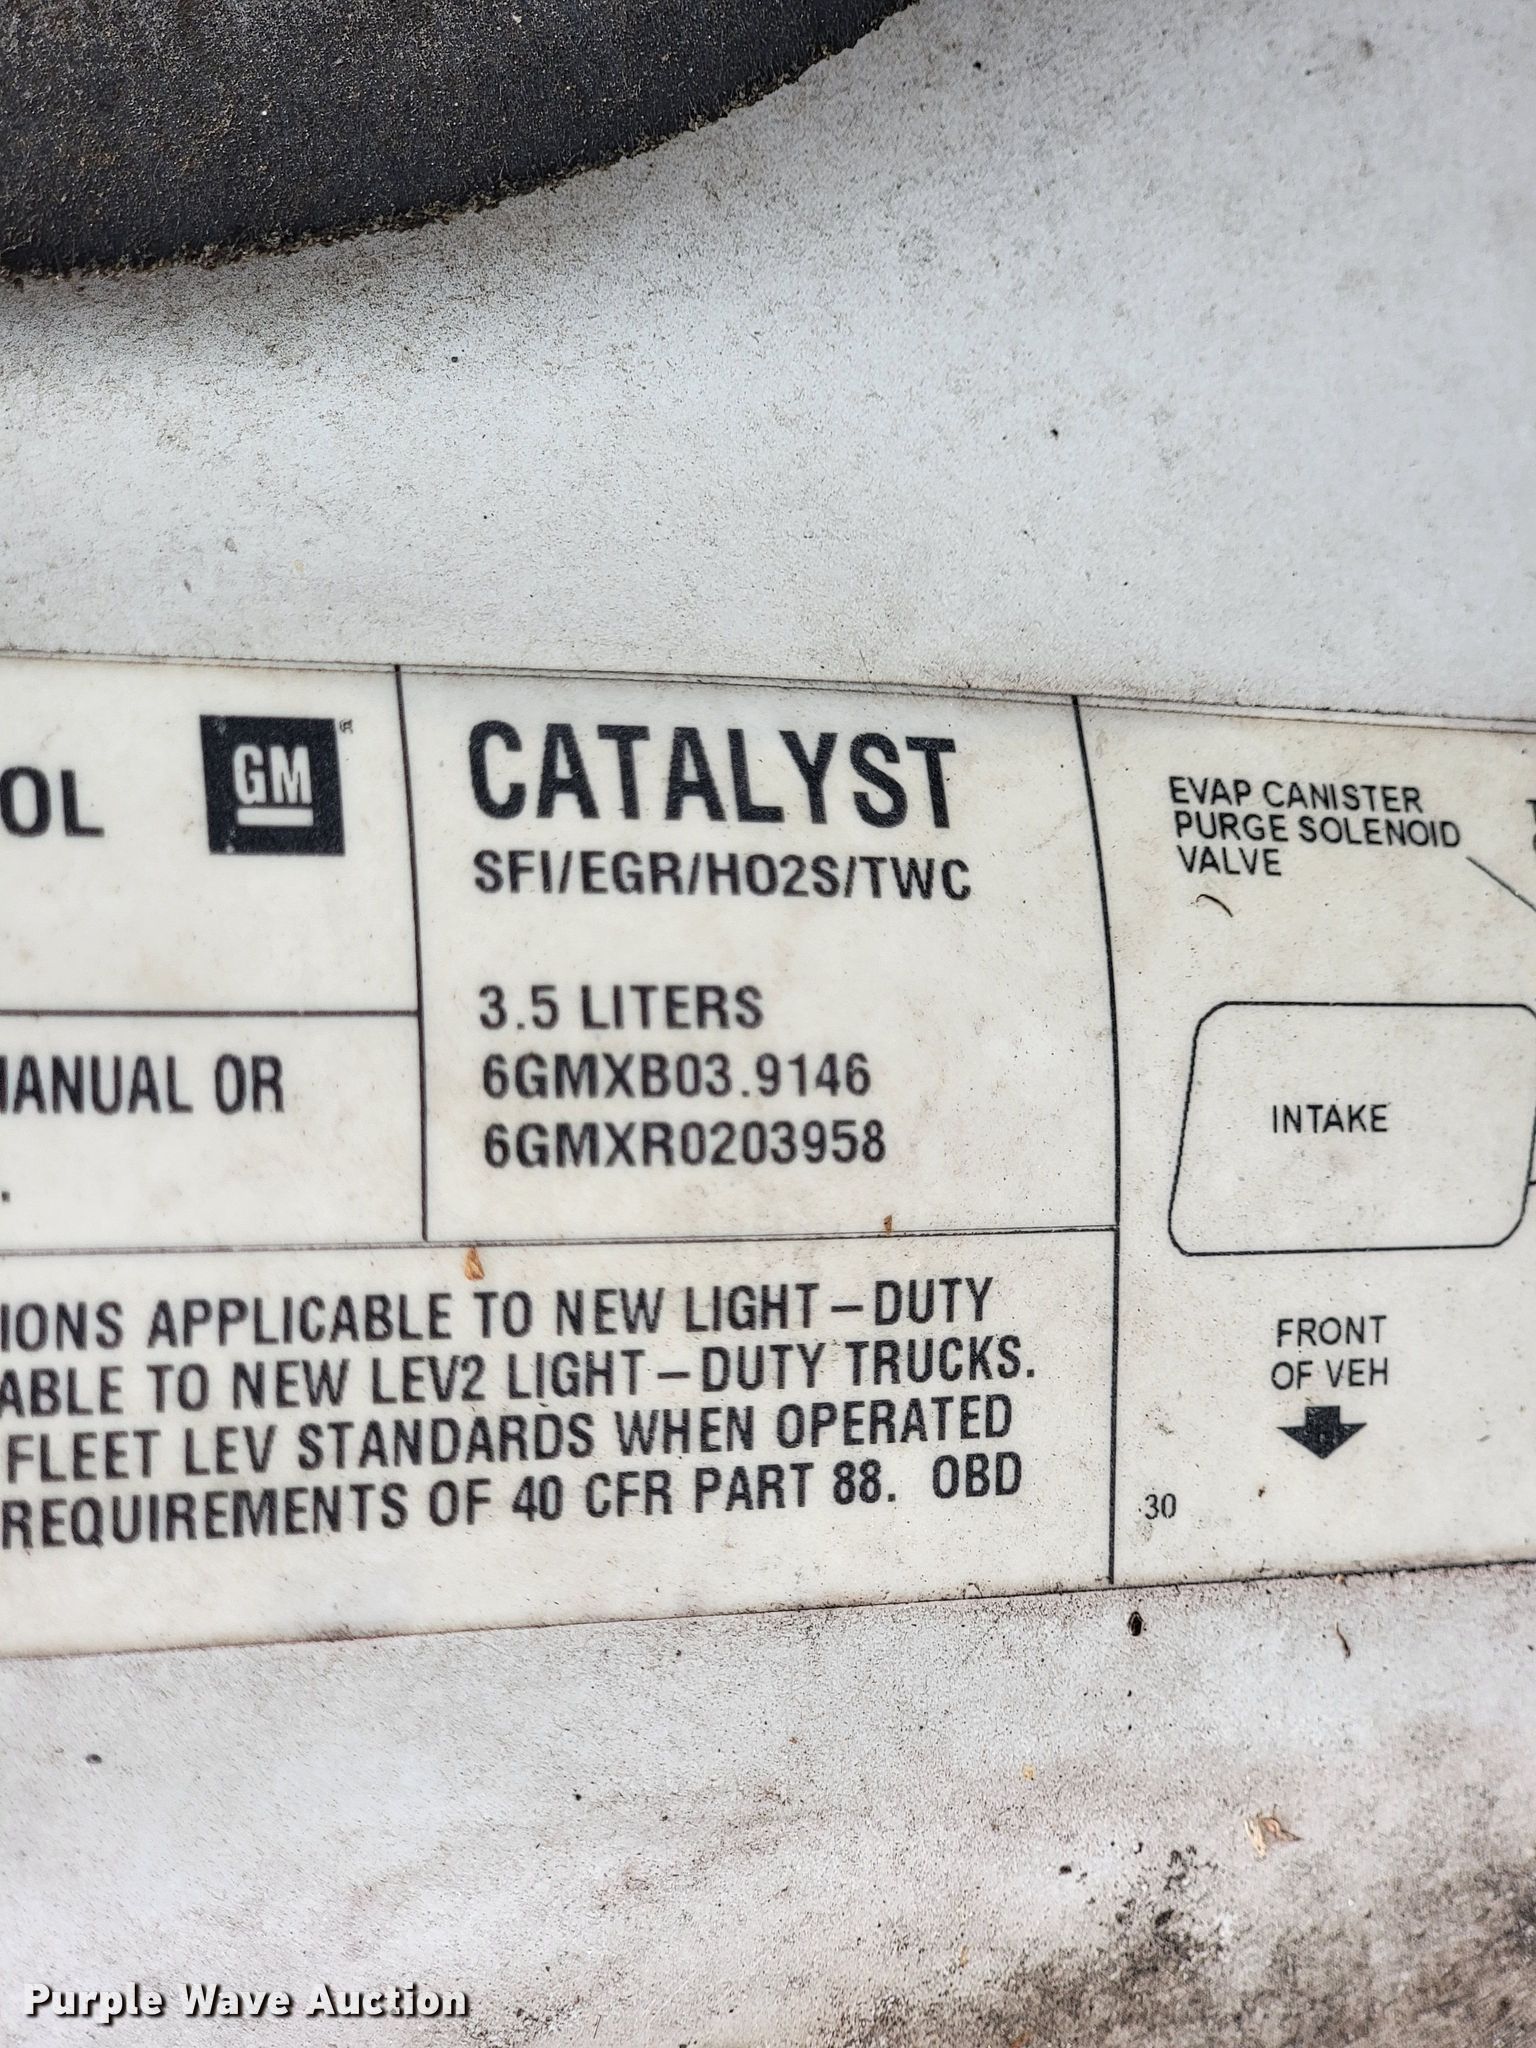 OL
GM
CATALYST
SFI/EGR/HO2S/TWC
3.5 LITERS
6GMXB03.9146
6GMXR0203958
MANUAL OR
.
IONS APPLICABLE TO NEW LIGHT-DUTY
ABLE TO NEW LEV2 LIGHT-DUTY TRUCKS.
FLEET LEV STANDARDS WHEN OPERATED
REQUIREMENTS OF 40 CFR PART 88. OBD
EVAP CANISTER
PURGE SOLENOID
VALVE
INTAKE
FRONT
OF VEH
30
Purple Wave Auction